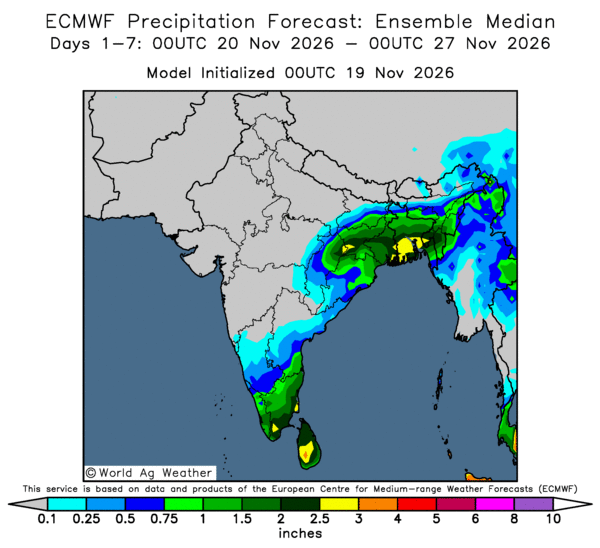 ECMWF Precipitation Forecast: Ensemble Median
Days 1-7: 00UTC 20 Nov 2026 - 00UTC 27 Nov 2026
Model Initialized 00UTC 19 Nov 2026
© World Ag Weather
This service is based on data and products of the European Centre for Medium-range Weather Forecasts (ECMWF)
0.1 0.25 0.5 0.75 1 1.5 2 2.5 3 4 5 6 8 10
inches